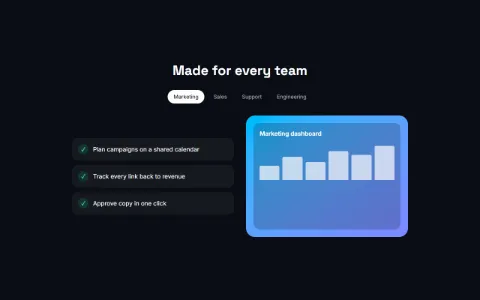 Made for every team
Marketing Sales Support Engineering
Plan campaigns on a shared calendar
Track every link back to revenue
Approve copy in one click
Marketing dashboard